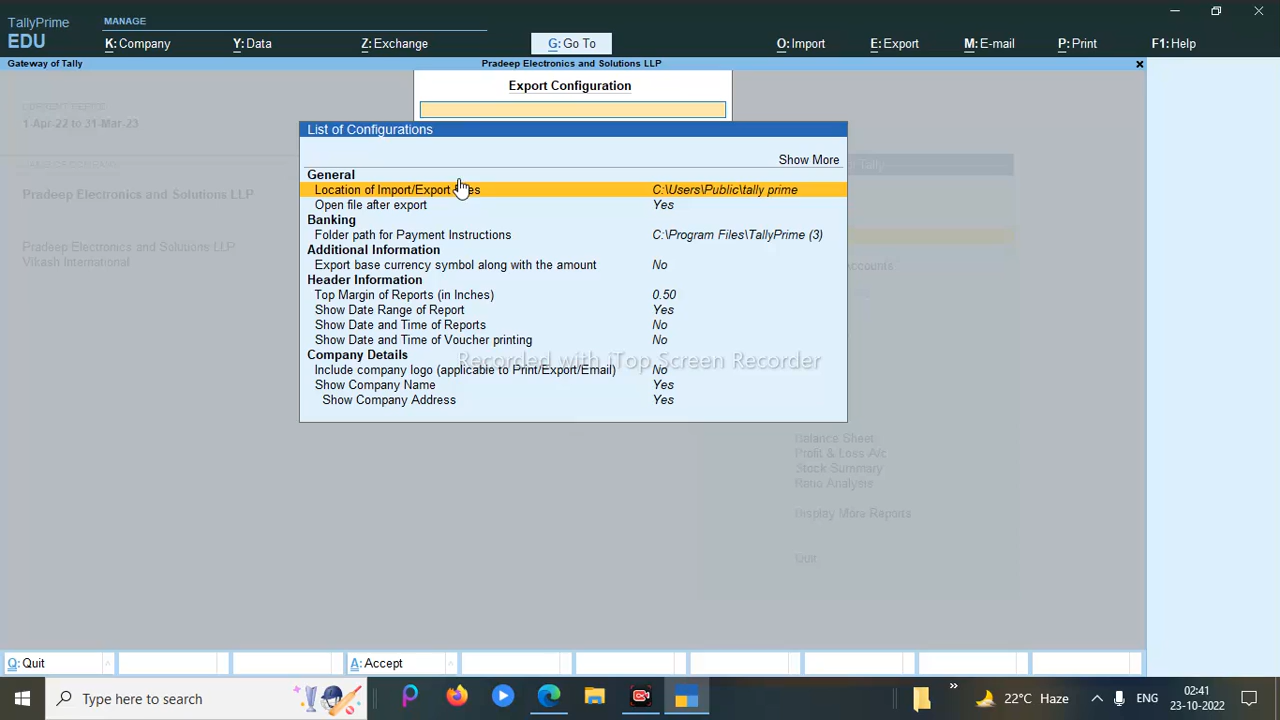 TallyPrime
EDU
MANAGE
K: Company
Y: Data
Z: Exchange
G: Go To
O: Import
E: Export
M: E-mail
P: Print
F1: Help
Gateway of Tally
Pradeep Electronics and Solutions LLP
Export Configuration
1-Apr-22 to 31-Mar-23
Pradeep Electronics and Solutions LLP
Pradeep Electronics and Solutions LLP
Vikash International
List of Configurations
Show More
General
Location of Import/Export C:\Users\Public\tally prime
Open file after export Yes
Banking
Folder path for Payment Instructions C:\Program Files\TallyPrime (3)
Additional Information
Export base currency symbol along with the amount No
Header Information
Top Margin of Reports (in Inches) 0.50
Show Date Range of Report Yes
Show Date and Time of Reports No
Show Date and Time of Voucher printing No
Company Details
Include company logo (applicable to Print/Export/Email) No
Show Company Name Yes
Show Company Address Yes
Recorded with iTop Screen Recorder
Balance Sheet
Profit & Loss A/c
Stock Summary
Ratio Analysis
Display More Reports
Quit
Q: Quit
A: Accept
Type here to search
22°C Haze
ENG
02:41
23-10-2022